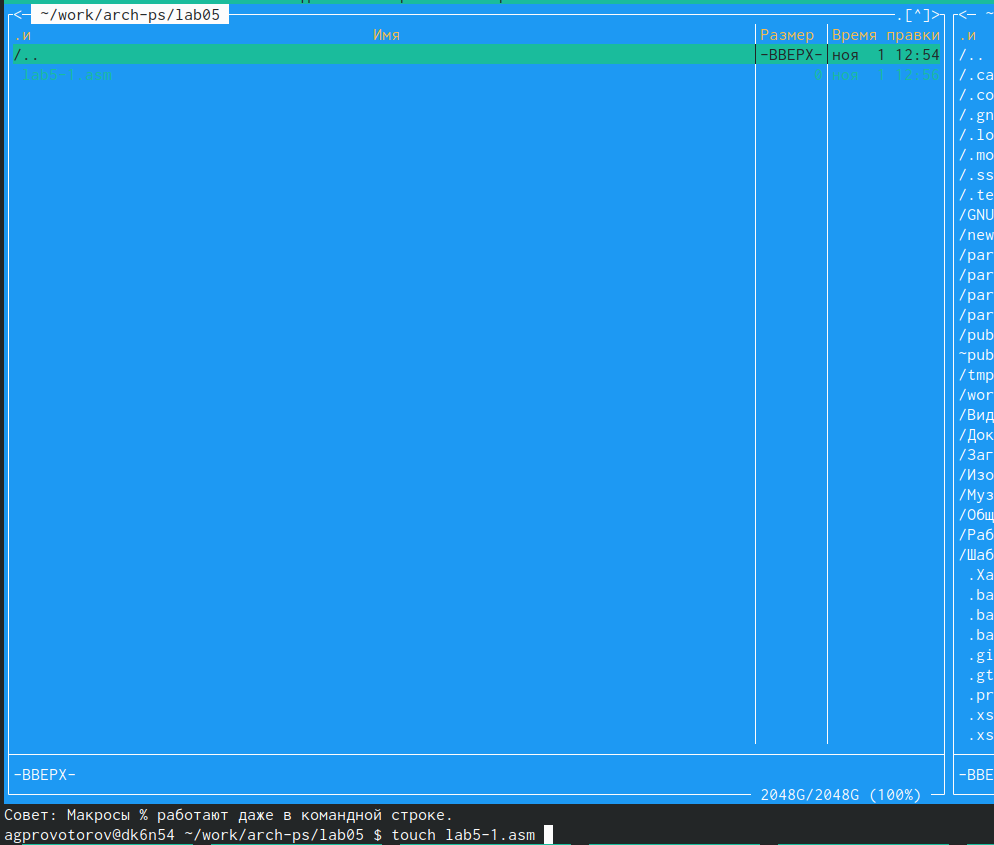 <─ ~/work/arch-ps/lab05 ─.[^]>
.и Имя Размер Время правки
/.. -ВВЕРХ- ноя 1 12:54
lab5-1.asm 0 ноя 1 12:56
-ВВЕРХ-
2048G/2048G (100%)
<─ ~
.и
/..
/.ca
/.co
/.gn
/.lo
/.mo
/.ss
/.te
/GNU
/new
/par
/par
/par
/par
/pub
~pub
/tmp
/wor
/Вид
/Док
/Заг
/Изо
/Муз
/Общ
/Раб
/Шаб
.Xa
.ba
.ba
.ba
.gi
.gt
.pr
.xs
.xs
-ВВЕ
Совет: Макросы % работают даже в командной строке.
agprovotorov@dk6n54 ~/work/arch-ps/lab05 $ touch lab5-1.asm